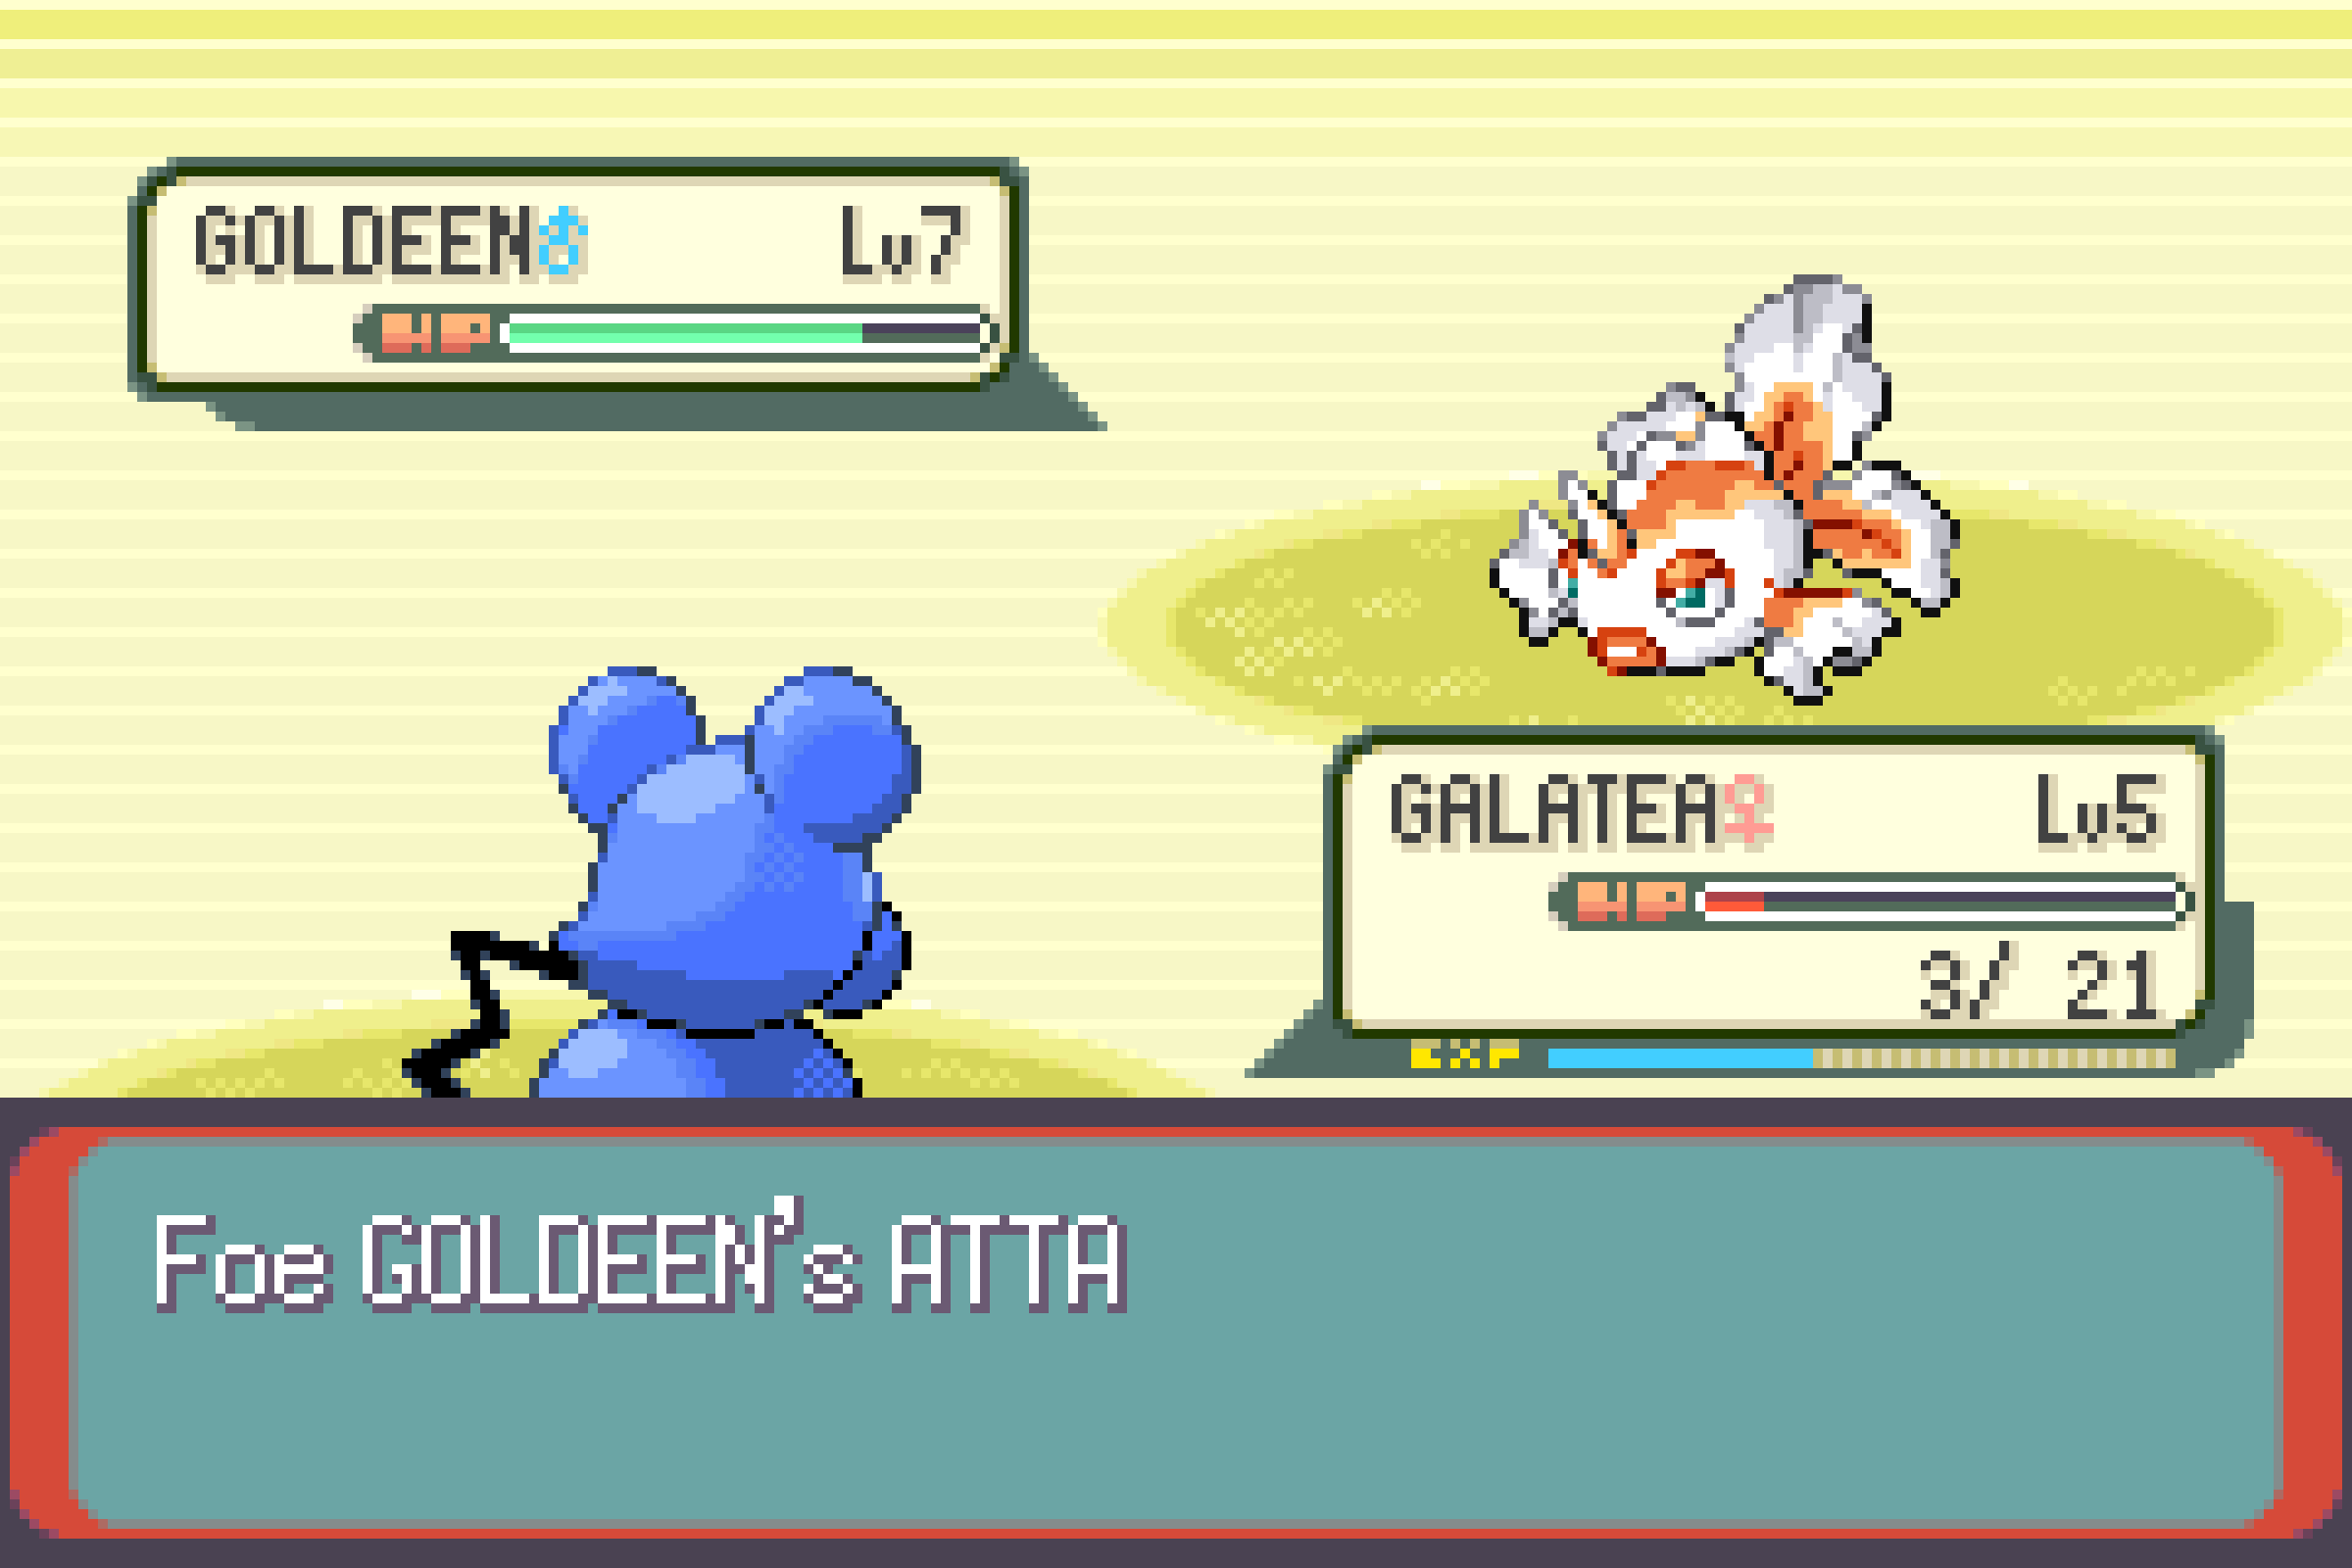 GOLDEEN♂ Lv7
HP
GALATEA♀ Lv5
HP
3/ 21
EXP
Foe GOLDEEN's ATTA